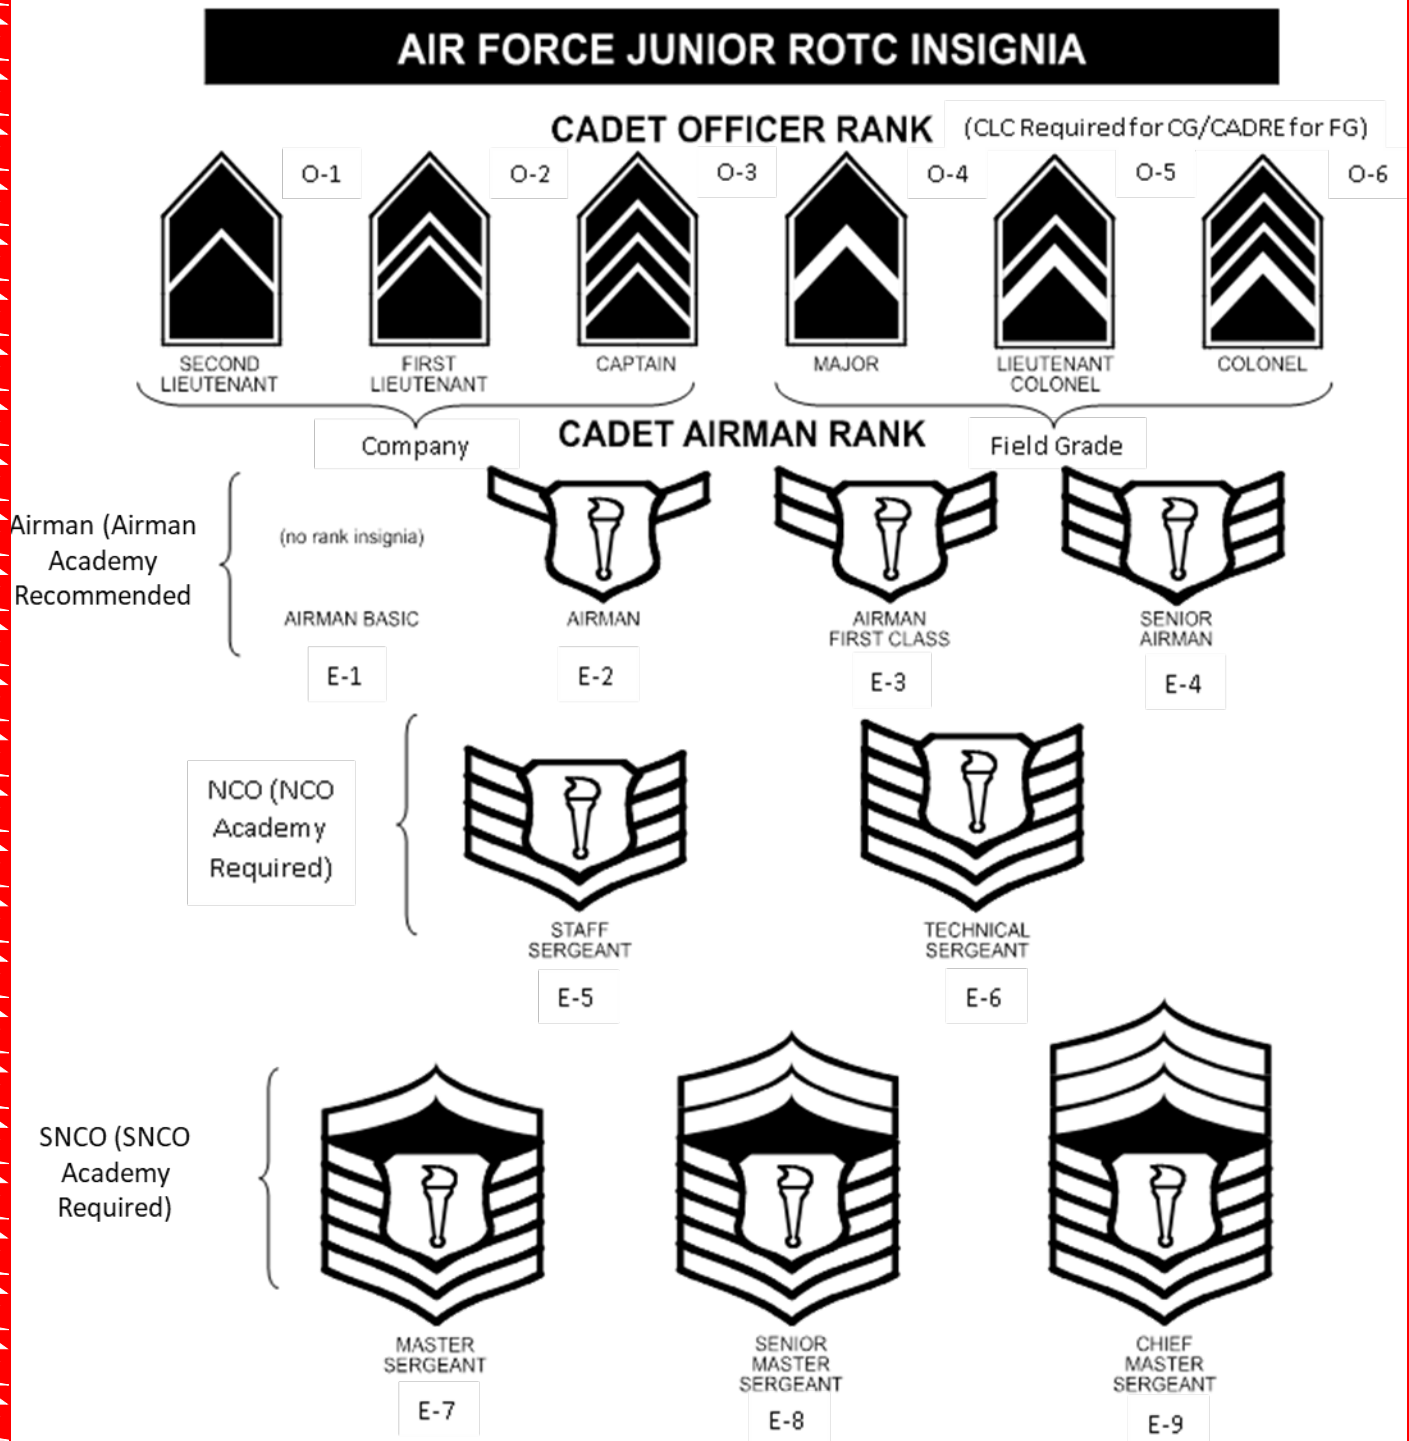 AIR FORCE JUNIOR ROTC INSIGNIA
CADET OFFICER RANK (CLC Required for CG/CADRE for FG)
O-1 O-2 O-3 O-4 O-5 O-6
SECOND LIEUTENANT
FIRST LIEUTENANT
CAPTAIN
MAJOR
LIEUTENANT COLONEL
COLONEL
Company
CADET AIRMAN RANK
Field Grade
Airman (Airman
Academy
Recommended
(no rank insignia)
AIRMAN BASIC
AIRMAN
AIRMAN
FIRST CLASS
SENIOR
AIRMAN
E-1 E-2 E-3 E-4
NCO (NCO
Academy
Required)
STAFF
SERGEANT
TECHNICAL
SERGEANT
E-5 E-6
SNCO (SNCO
Academy
Required)
MASTER
SERGEANT
SENIOR
MASTER
SERGEANT
CHIEF
MASTER
SERGEANT
E-7 E-8 E-9